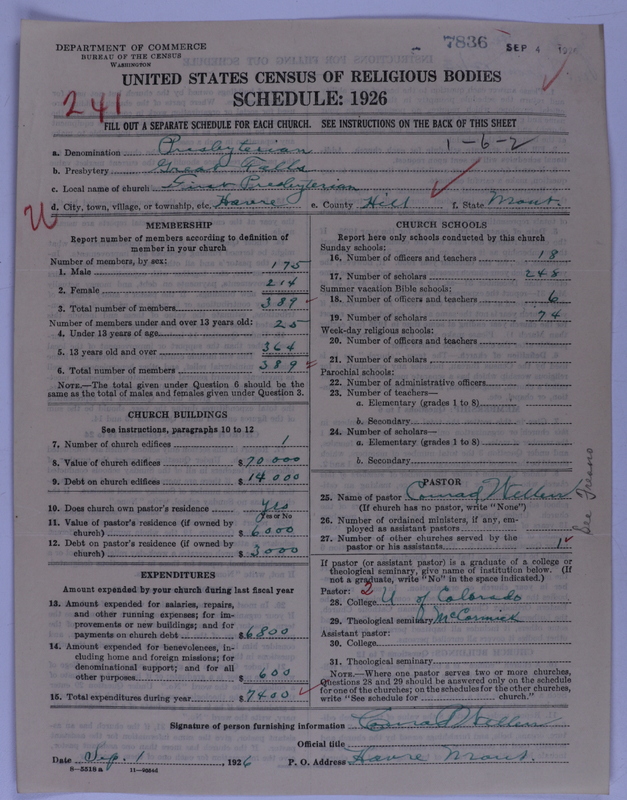 DEPARTMENT OF COMMERCE
BUREAU OF THE CENSUS
WASHINGTON
7836 SEP 4 1926
UNITED STATES CENSUS OF RELIGIOUS BODIES
SCHEDULE: 1926
241
FILL OUT A SEPARATE SCHEDULE FOR EACH CHURCH. SEE INSTRUCTIONS ON THE BACK OF THIS SHEET
a. Denomination Presbyterian 1-6-2
b. Presbytery Great Falls
c. Local name of church First Presbyterian
d. City, town, village, or township, etc. Havre e. County Hill f. State Mont.
MEMBERSHIP
Report number of members according to definition of
member in your church
Number of members, by sex:
1. Male 175
2. Female 214
3. Total number of members 389
Number of members under and over 13 years old:
4. Under 13 years of age 25
5. 13 years old and over 364
6. Total number of members 389
NOTE.—The total given under Question 6 should be the
same as the total of males and females given under Question 3.
CHURCH BUILDINGS
See instructions, paragraphs 10 to 12
7. Number of church edifices 1
8. Value of church edifices $70 000
9. Debt on church edifices $14 000
10. Does church own pastor's residence yes
Yes or No
11. Value of pastor's residence (if owned by
church) $6000
12. Debt on pastor's residence (if owned by
church) $3000
EXPENDITURES
Amount expended by your church during last fiscal year
13. Amount expended for salaries, repairs,
and other running expenses; for im-
provements or new buildings; and for
payments on church debt $6800
14. Amount expended for benevolences, in-
cluding home and foreign missions; for
denominational support; and for all
other purposes $600
15. Total expenditures during year $7400
CHURCH SCHOOLS
Report here only schools conducted by this church
Sunday schools:
16. Number of officers and teachers 18
17. Number of scholars 248
Summer vacation Bible schools:
18. Number of officers and teachers 6
19. Number of scholars 74
Week-day religious schools:
20. Number of officers and teachers
21. Number of scholars
Parochial schools:
22. Number of administrative officers
23. Number of teachers—
a. Elementary (grades 1 to 8)
b. Secondary
24. Number of scholars—
a. Elementary (grades 1 to 8)
b. Secondary
PASTOR
25. Name of pastor Conrad Wellen
(If church has no pastor, write "None")
26. Number of ordained ministers, if any, em-
ployed as assistant pastors
27. Number of other churches served by the
pastor or his assistants 1
See Fresno
If pastor (or assistant pastor) is a graduate of a college or
theological seminary, give name of institution below. (If
not a graduate, write "No" in the space indicated.)
Pastor: 2
28. College U of Colorado
29. Theological seminary McCormick
Assistant pastor:
30. College
31. Theological seminary
NOTE.—Where one pastor serves two or more churches,
Questions 28 and 29 should be answered only on the schedule
for one of the churches; on the schedules for the other churches,
write "See schedule for church."
Signature of person furnishing information Conrad Wellen
Official title
Date Sep. 1, 1926 P. O. Address Havre Mont.
8-5518 a 11-9604d